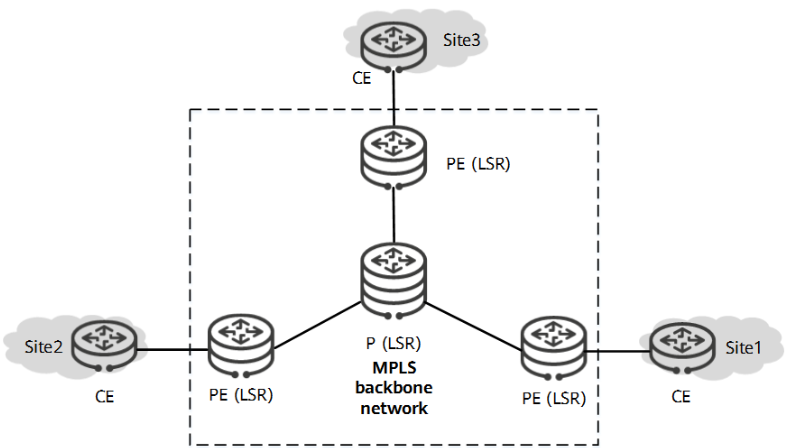 Site3
CE
PE (LSR)
Site2
CE
PE (LSR)
P (LSR)
MPLS
backbone
network
PE (LSR)
Site1
CE